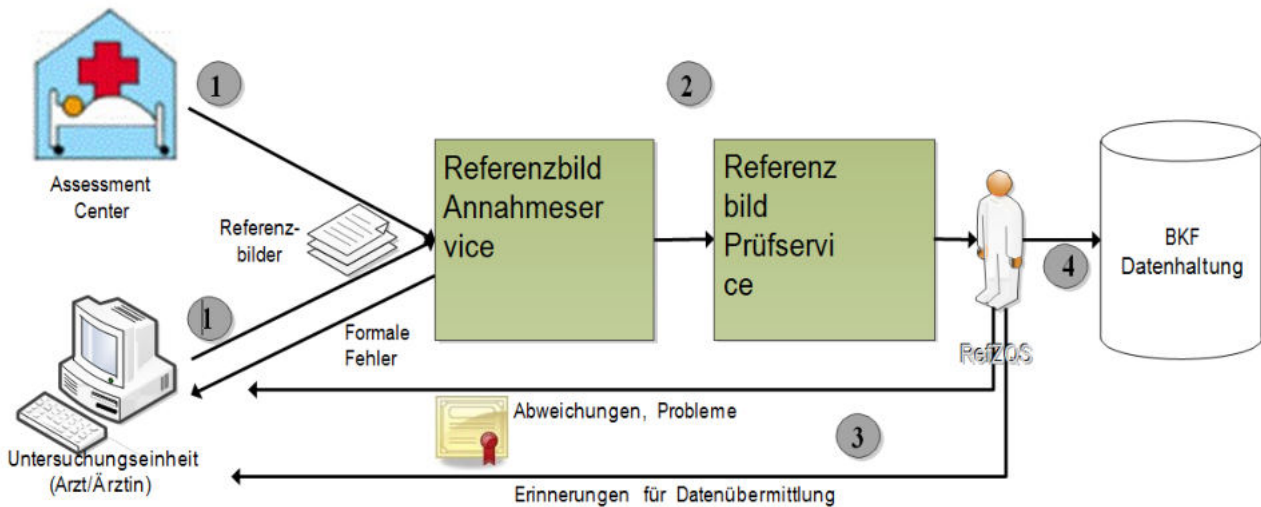 1
2
Assessment
Center
Referenz-
bilder
Referenzbild
Annahmeser
vice
Referenz
bild
Prüfservi
ce
4
BKF
Datenhaltung
1
Formale
Fehler
RefZQS
Abweichungen, Probleme
3
Untersuchungseinheit
(Arzt/Ärztin)
Erinnerungen für Datenübermittlung